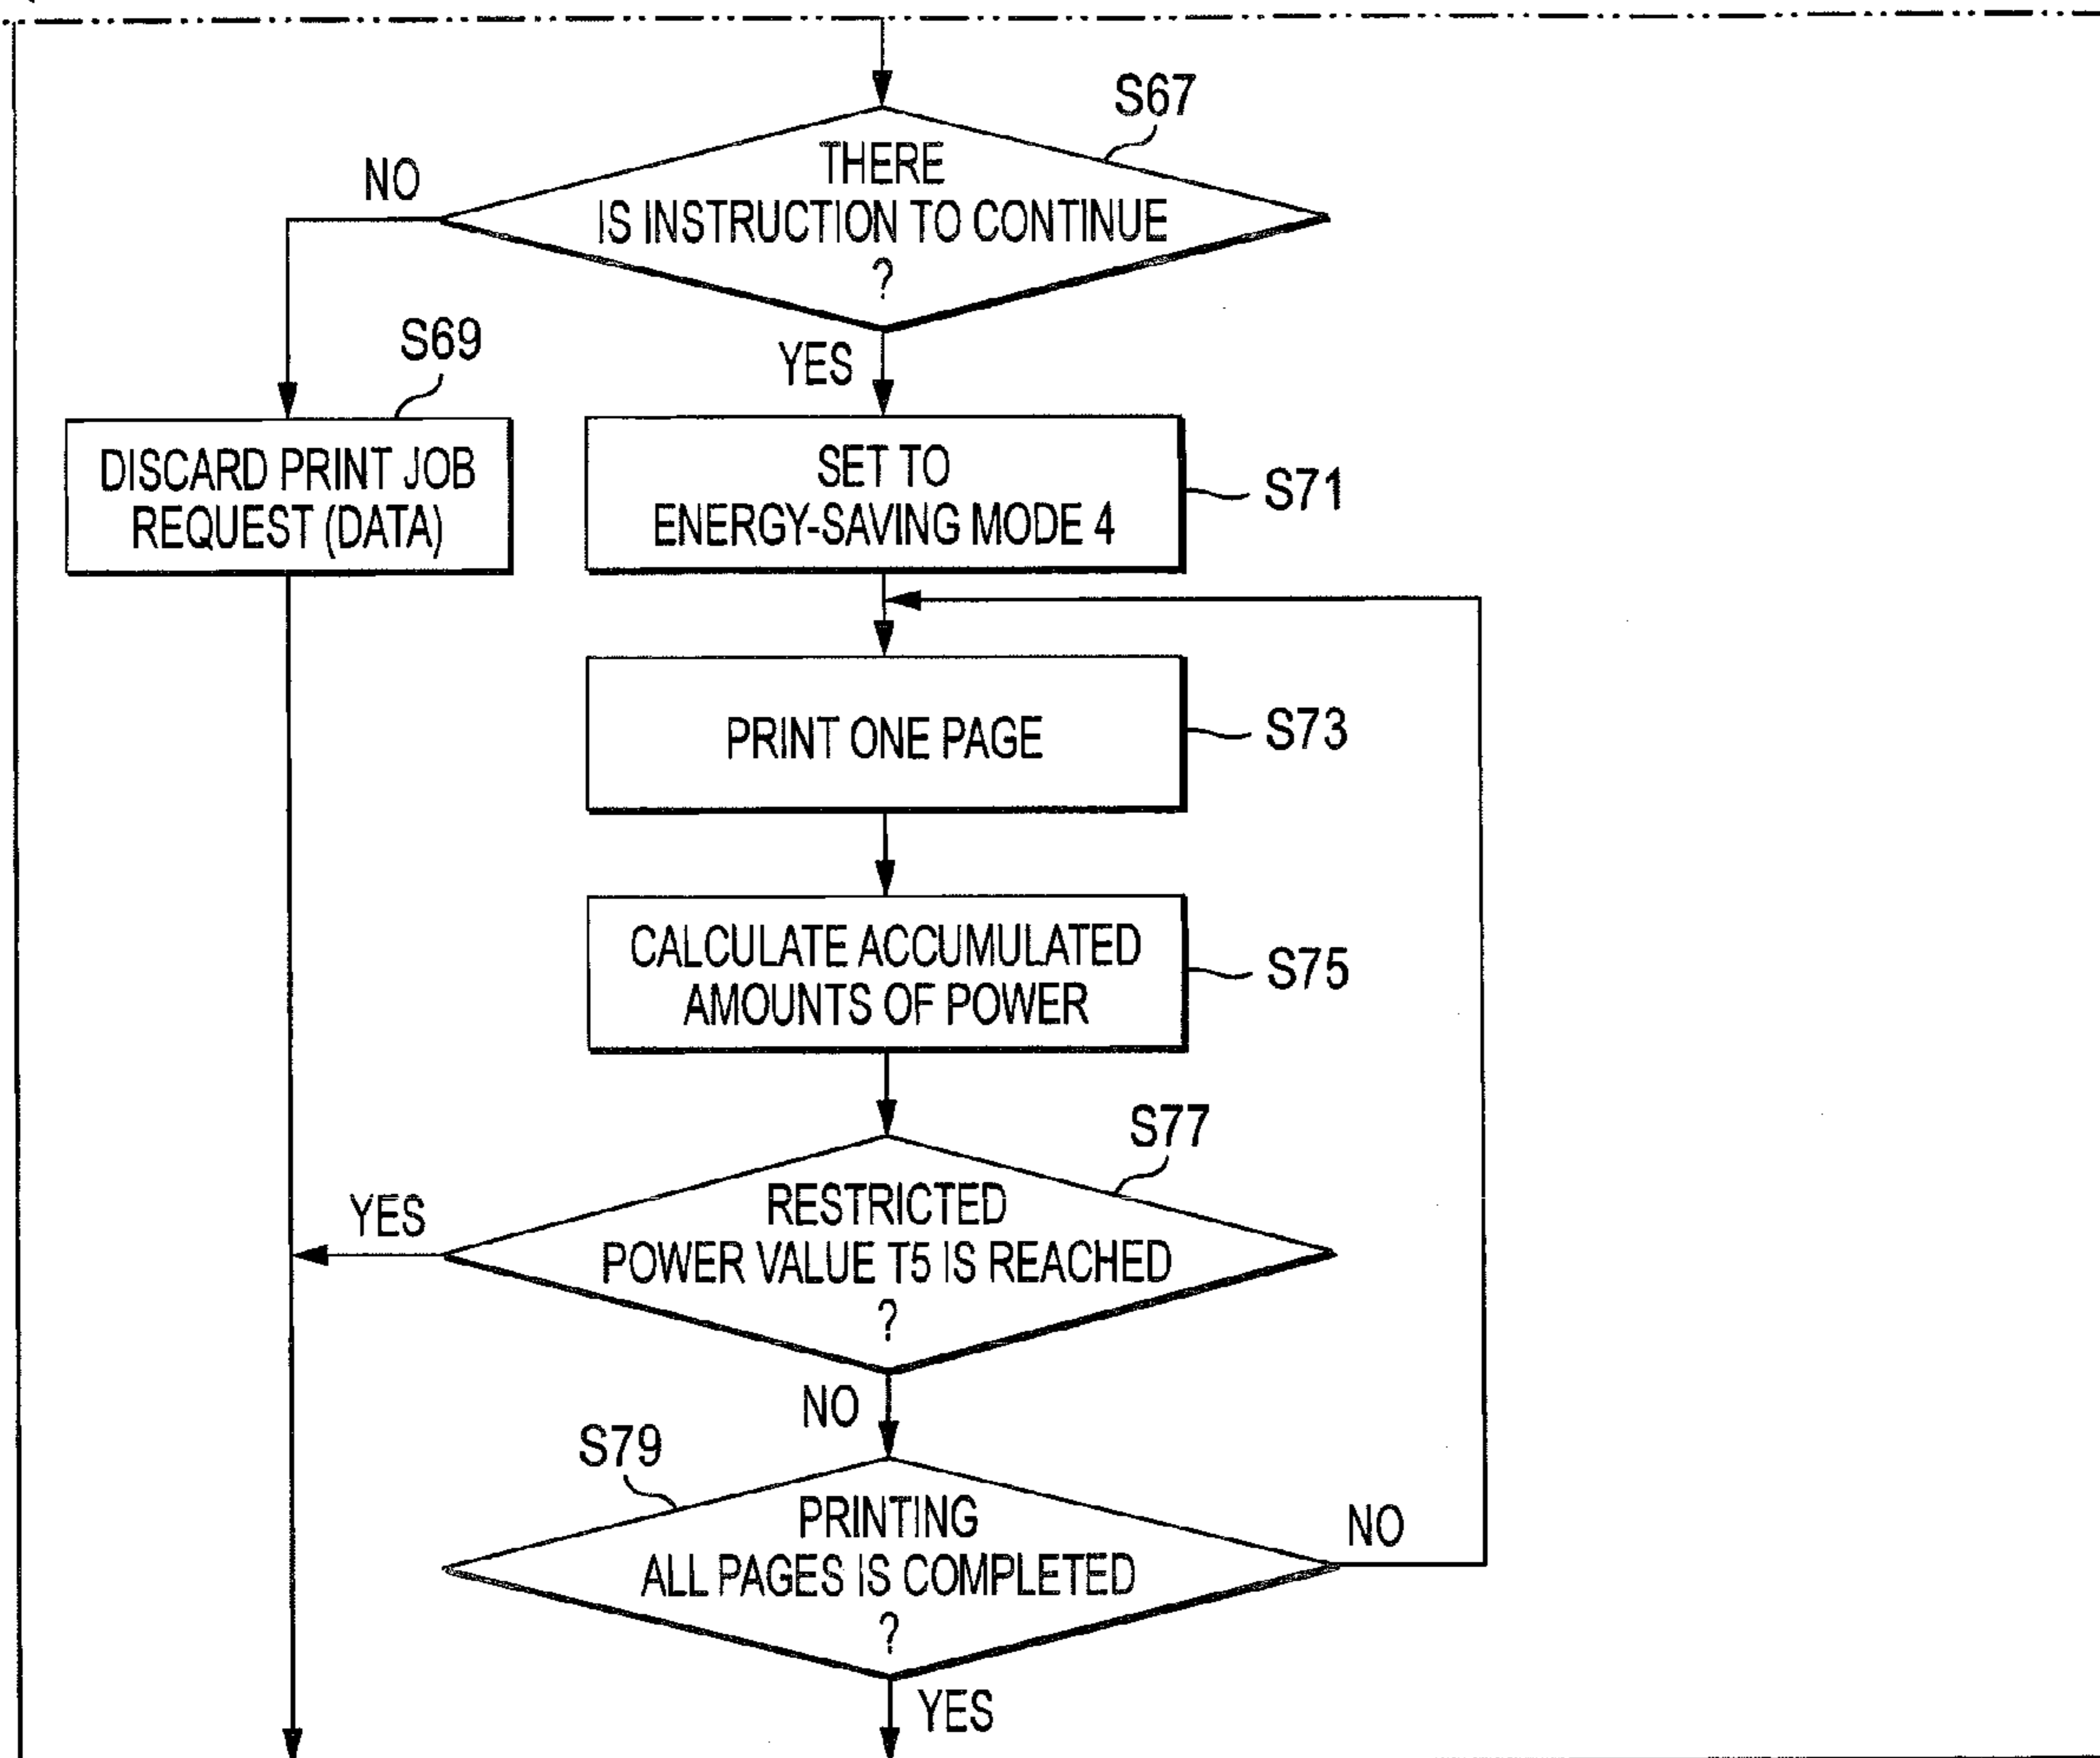 S67
THERE
IS INSTRUCTION TO CONTINUE
?
NO
YES
S69
DISCARD PRINT JOB
REQUEST (DATA)
SET TO
ENERGY-SAVING MODE 4
S71
PRINT ONE PAGE
S73
CALCULATE ACCUMULATED
AMOUNTS OF POWER
S75
S77
RESTRICTED
POWER VALUE T5 IS REACHED
?
YES
NO
S79
PRINTING
ALL PAGES IS COMPLETED
?
NO
YES